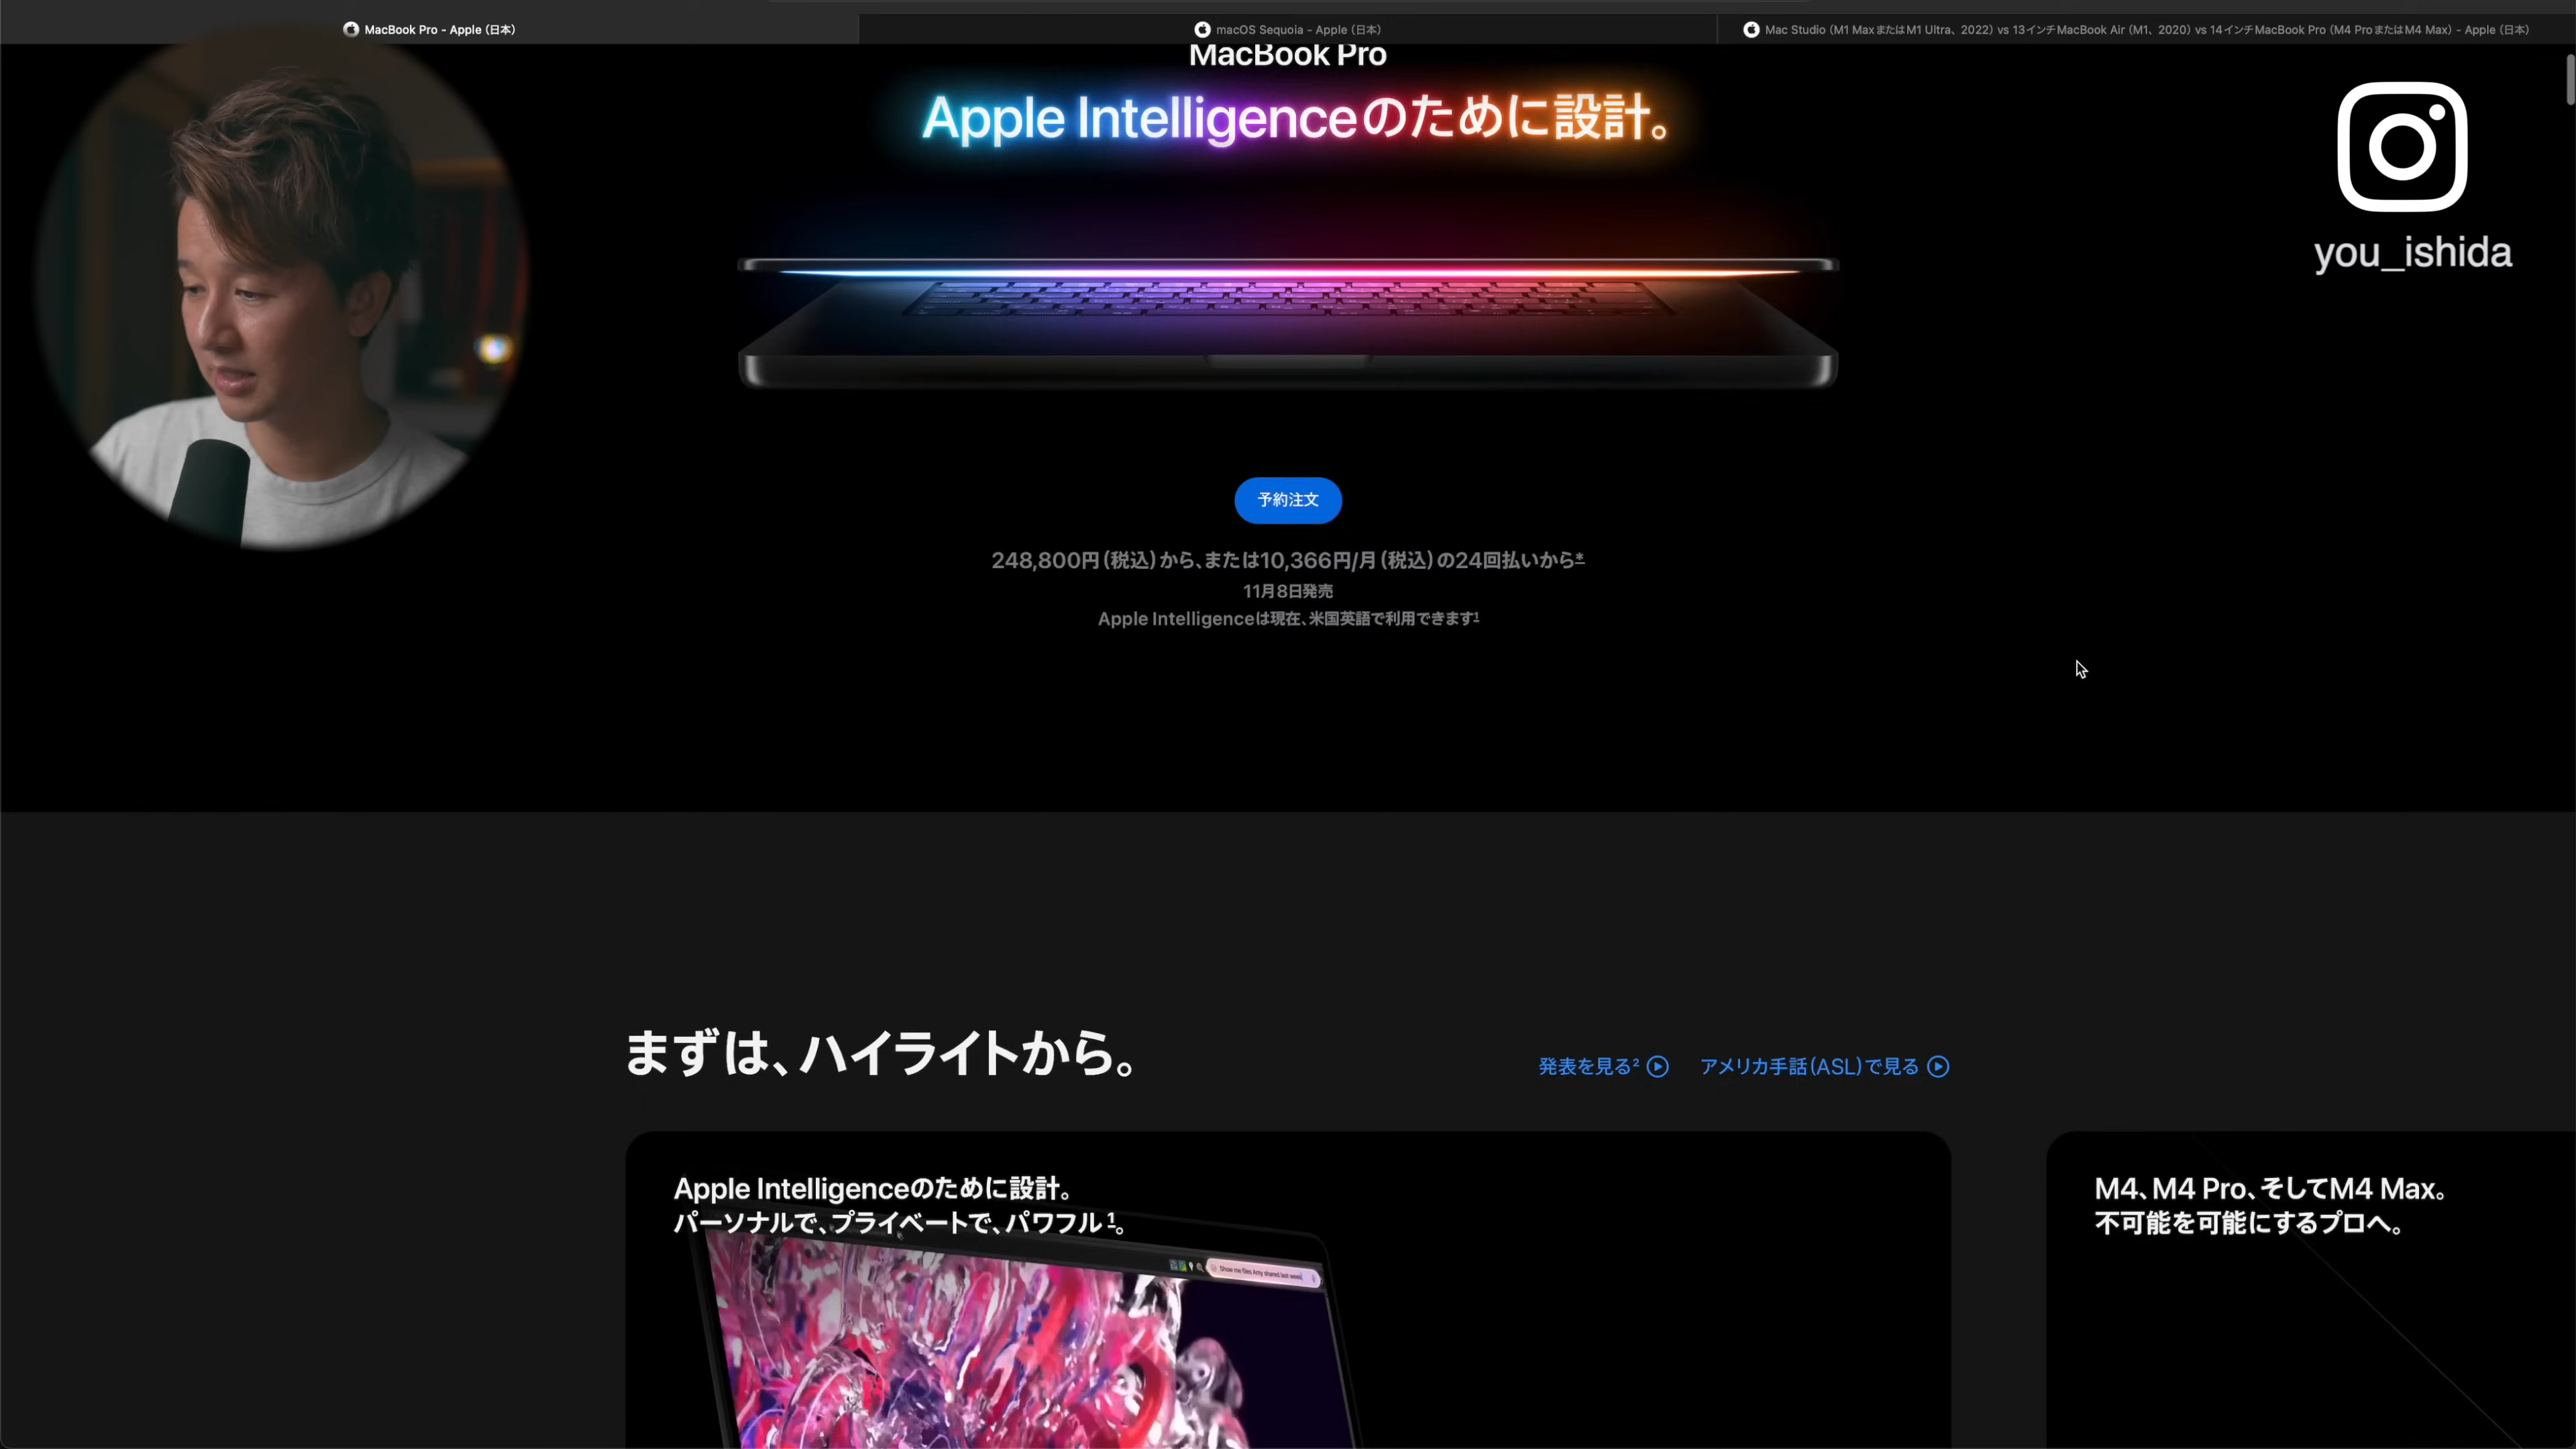 MacBook Pro - Apple（日本）
macOS Sequoia - Apple（日本）
Mac Studio（M1 MaxまたはM1 Ultra、2022）vs 13インチMacBook Air（M1、2020）vs 14インチMacBook Pro（M4 ProまたはM4 Max）- Apple（日本）
MacBook Pro
Apple Intelligenceのために設計。
you_ishida
予約注文
248,800円（税込）から、または10,366円/月（税込）の24回払いから*
11月8日発売
Apple Intelligenceは現在、米国英語で利用できます¹
まずは、ハイライトから。
発表を見る²
アメリカ手話（ASL）で見る
Apple Intelligenceのために設計。
パーソナルで、プライベートで、パワフル¹。
Show me files Amy shared last week
M4、M4 Pro、そしてM4 Max。
不可能を可能にするプロへ。